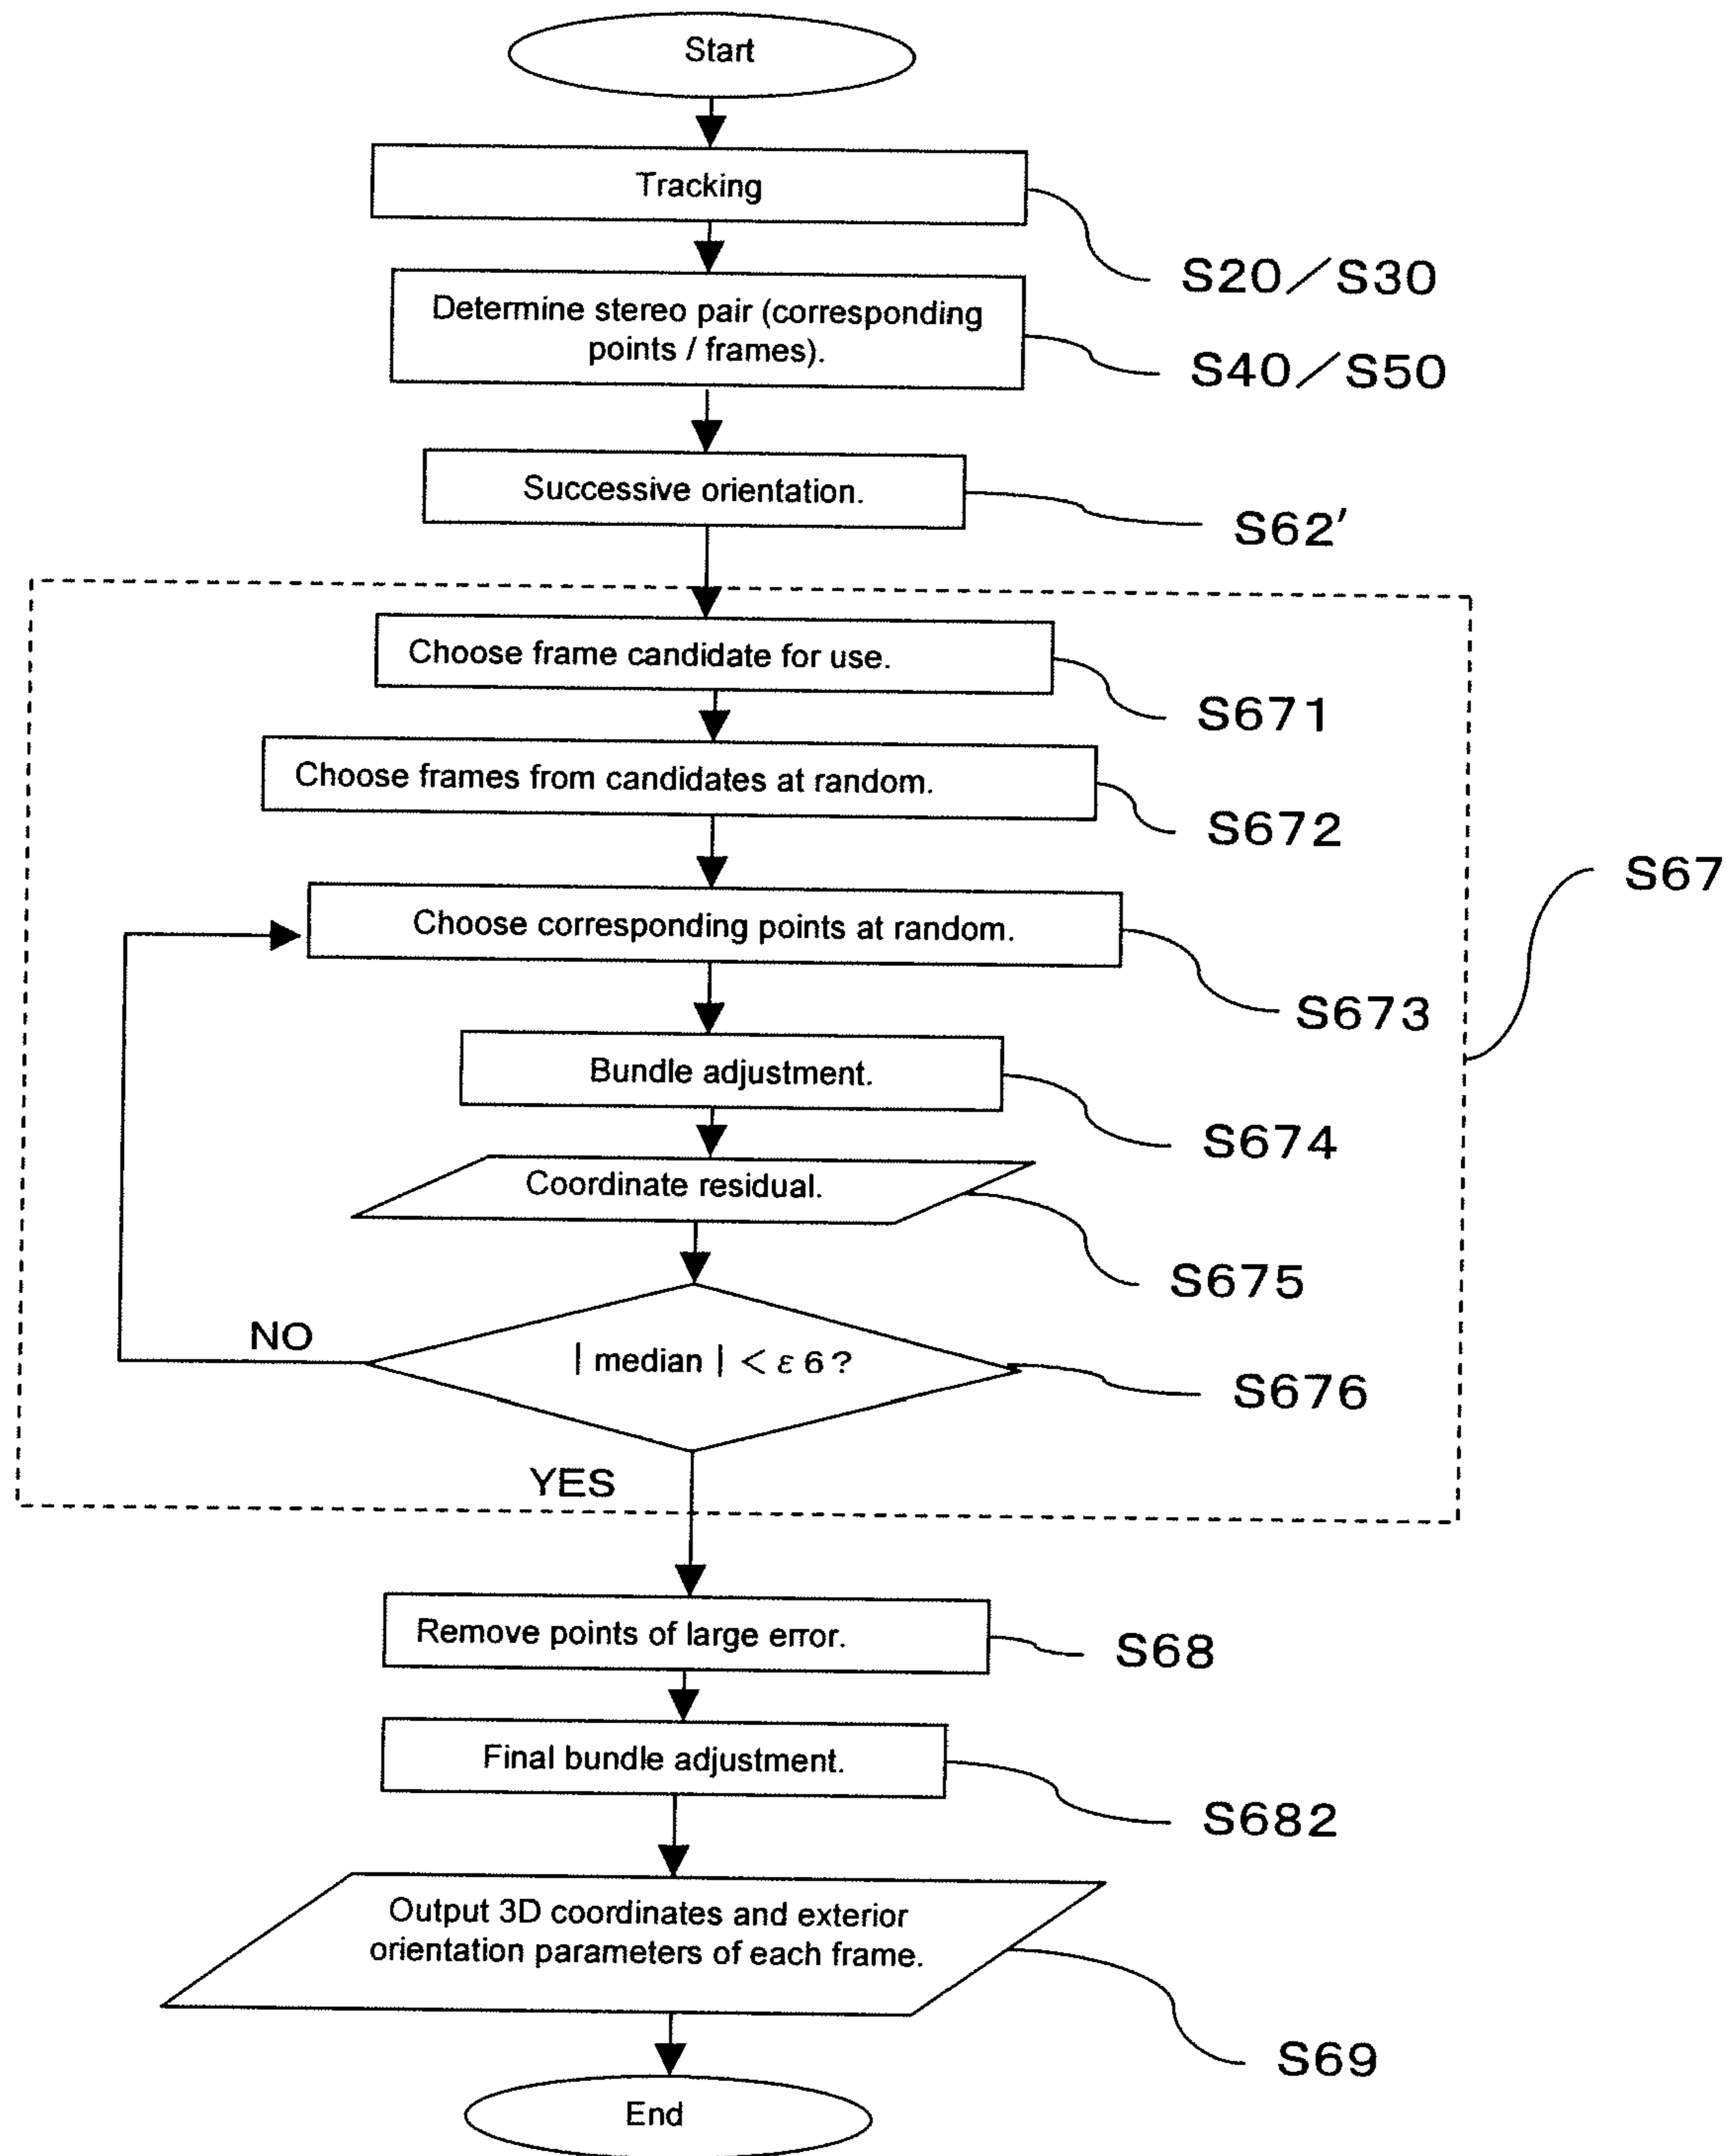 Start
Tracking
S20/S30
Determine stereo pair (corresponding
points / frames).
S40/S50
Successive orientation.
S62'
Choose frame candidate for use.
S671
Choose frames from candidates at random.
S672
S67
Choose corresponding points at random.
S673
Bundle adjustment.
S674
Coordinate residual.
S675
NO
| median | < ε6?
S676
YES
Remove points of large error.
S68
Final bundle adjustment.
S682
Output 3D coordinates and exterior
orientation parameters of each frame.
S69
End